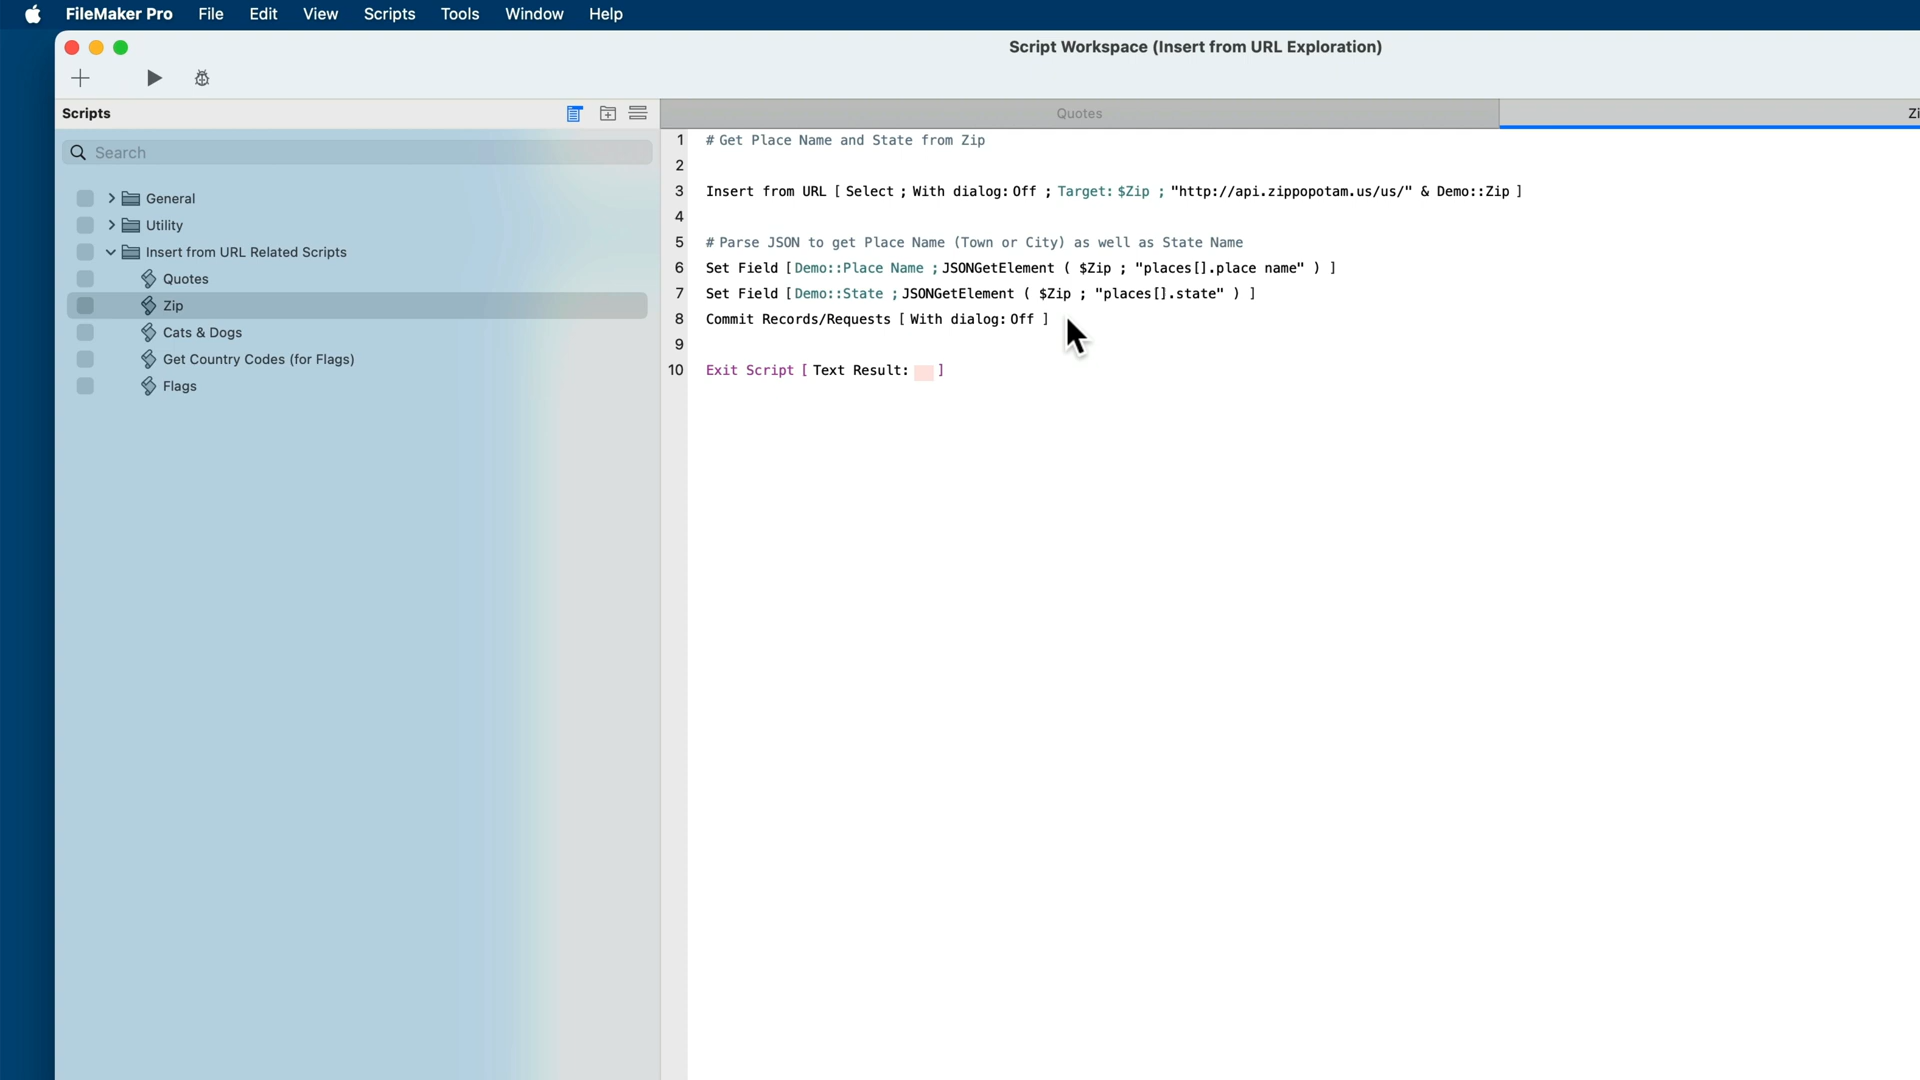 FileMaker Pro File Edit View Scripts Tools Window Help
Script Workspace (Insert from URL Exploration)
Scripts
Quotes
Search
General
Utility
Insert from URL Related Scripts
Quotes
Zip
Cats & Dogs
Get Country Codes (for Flags)
Flags
1 # Get Place Name and State from Zip
2
3 Insert from URL [ Select ; With dialog: Off ; Target: $Zip ; "http://api.zippopotam.us/us/" & Demo::Zip ]
4
5 # Parse JSON to get Place Name (Town or City) as well as State Name
6 Set Field [ Demo::Place Name ; JSONGetElement ( $Zip ; "places[].place name" ) ]
7 Set Field [ Demo::State ; JSONGetElement ( $Zip ; "places[].state" ) ]
8 Commit Records/Requests [ With dialog: Off ]
9
10 Exit Script [ Text Result: ]